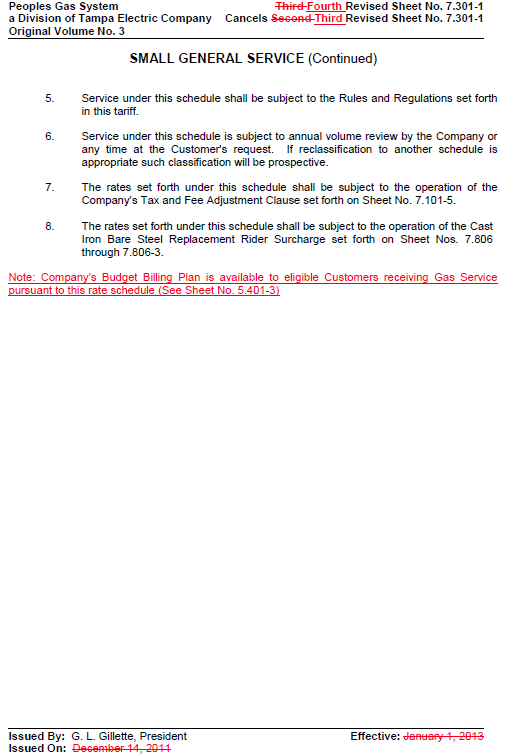 Peoples Gas System Third Fourth Revised Sheet No. 7.301-1
a Division of Tampa Electric Company Cancels Second Third Revised Sheet No. 7.301-1
Original Volume No. 3
SMALL GENERAL SERVICE (Continued)
5. Service under this schedule shall be subject to the Rules and Regulations set forth
in this tariff.
6. Service under this schedule is subject to annual volume review by the Company or
any time at the Customer's request. If reclassification to another schedule is
appropriate such classification will be prospective.
7. The rates set forth under this schedule shall be subject to the operation of the
Company's Tax and Fee Adjustment Clause set forth on Sheet No. 7.101-5.
8. The rates set forth under this schedule shall be subject to the operation of the Cast
Iron Bare Steel Replacement Rider Surcharge set forth on Sheet Nos. 7.806
through 7.806-3.
Note: Company's Budget Billing Plan is available to eligible Customers receiving Gas Service
pursuant to this rate schedule (See Sheet No. 5.401-3)
Issued By: G. L. Gillette, President Effective: January 1, 2013
Issued On: December 14, 2011